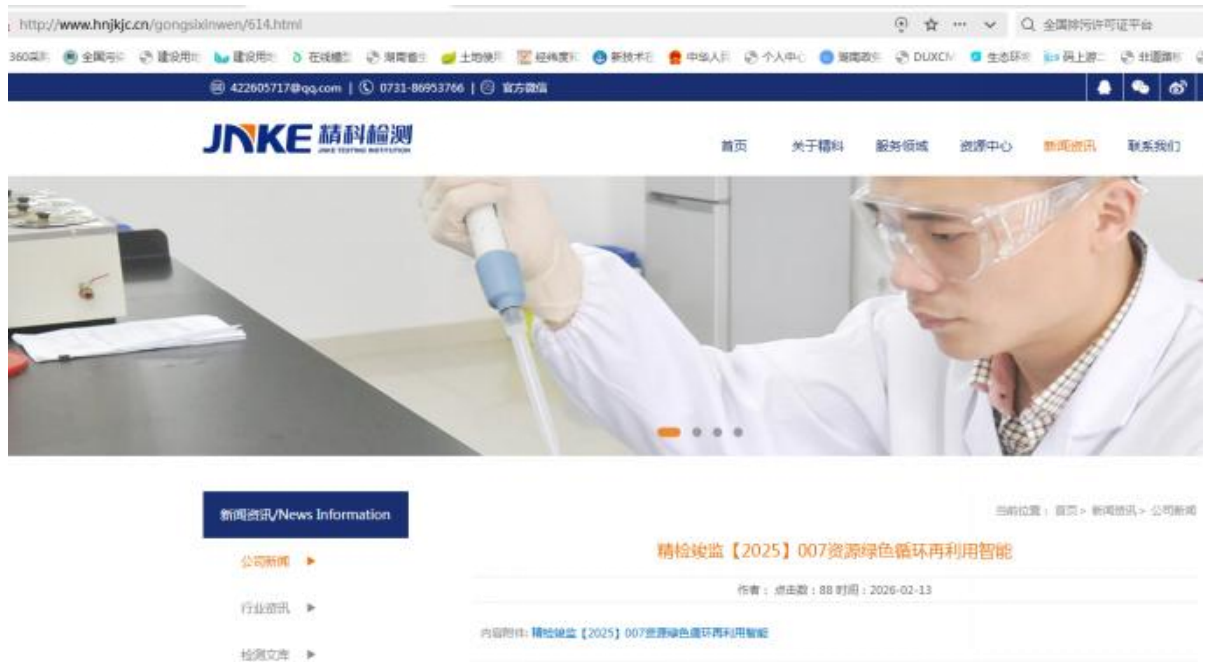 http://www.hnjkjc.cn/gongsixinwen/614.html
全国排污许可证平台
个人中心
422605717@qq.com | 0731-86953766 | 官方微信
JNKE 精科检测
JNKE TESTING INSTITUTION
首页 关于精科 服务领域 资源中心 新闻资讯 联系我们
新闻资讯/News Information
当前位置：首页 > 新闻资讯 > 公司新闻
公司新闻
精检竣监【2025】007资源绿色循环再利用智能
作者： 点击数：88 时间：2026-02-13
行业资讯
内容附件: 精检竣监【2025】007资源绿色循环再利用智能
检测文库